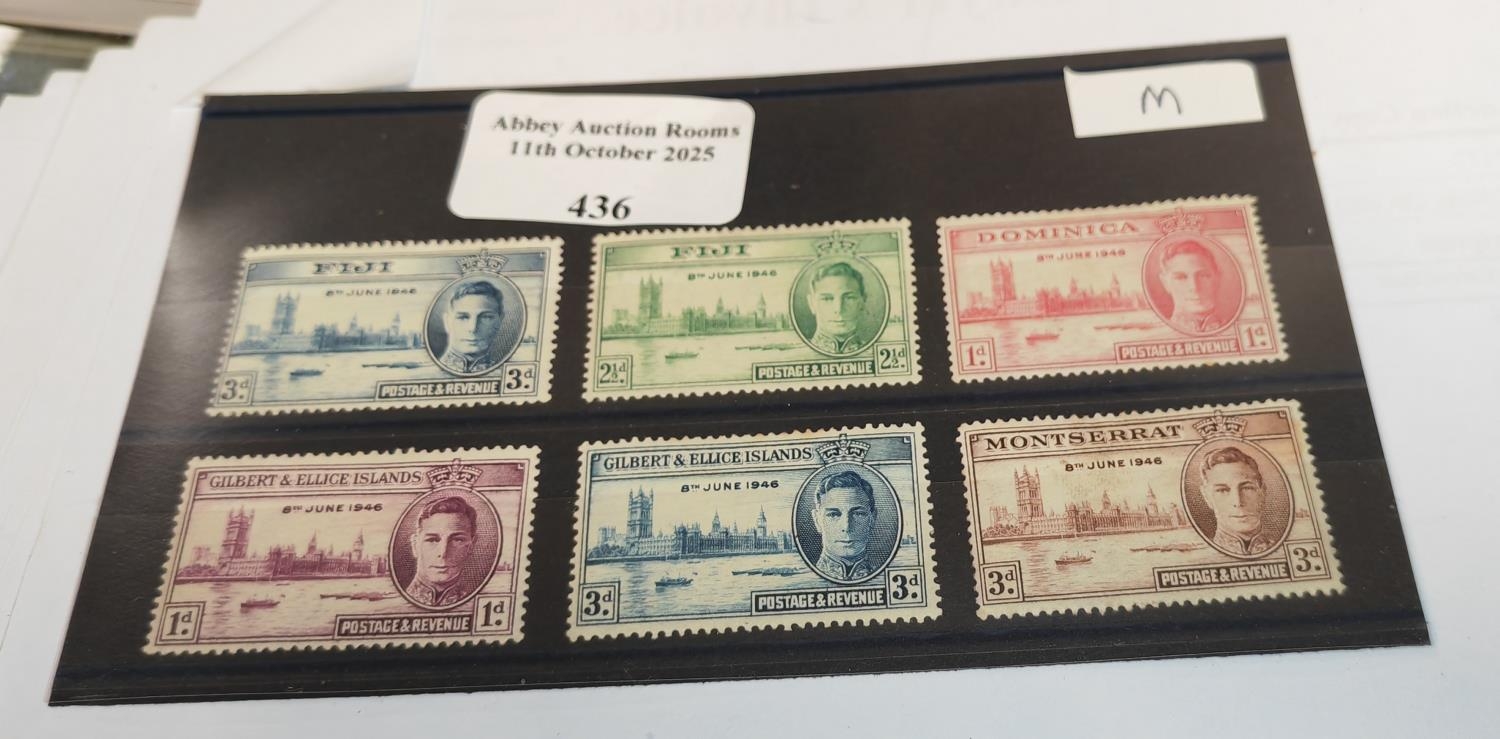 Abbey Auction Rooms
11th October 2025
436
M
FIJI
8TH JUNE 1946
3d. POSTAGE & REVENUE 3d.
FIJI
8TH JUNE 1946
2½d. POSTAGE & REVENUE 2½d.
DOMINICA
8TH JUNE 1946
1d. POSTAGE & REVENUE 1d.
GILBERT & ELLICE ISLANDS
8TH JUNE 1946
1d. POSTAGE & REVENUE 1d.
GILBERT & ELLICE ISLANDS
8TH JUNE 1946
3d. POSTAGE & REVENUE 3d.
MONTSERRAT
8TH JUNE 1946
3d. POSTAGE & REVENUE 3d.